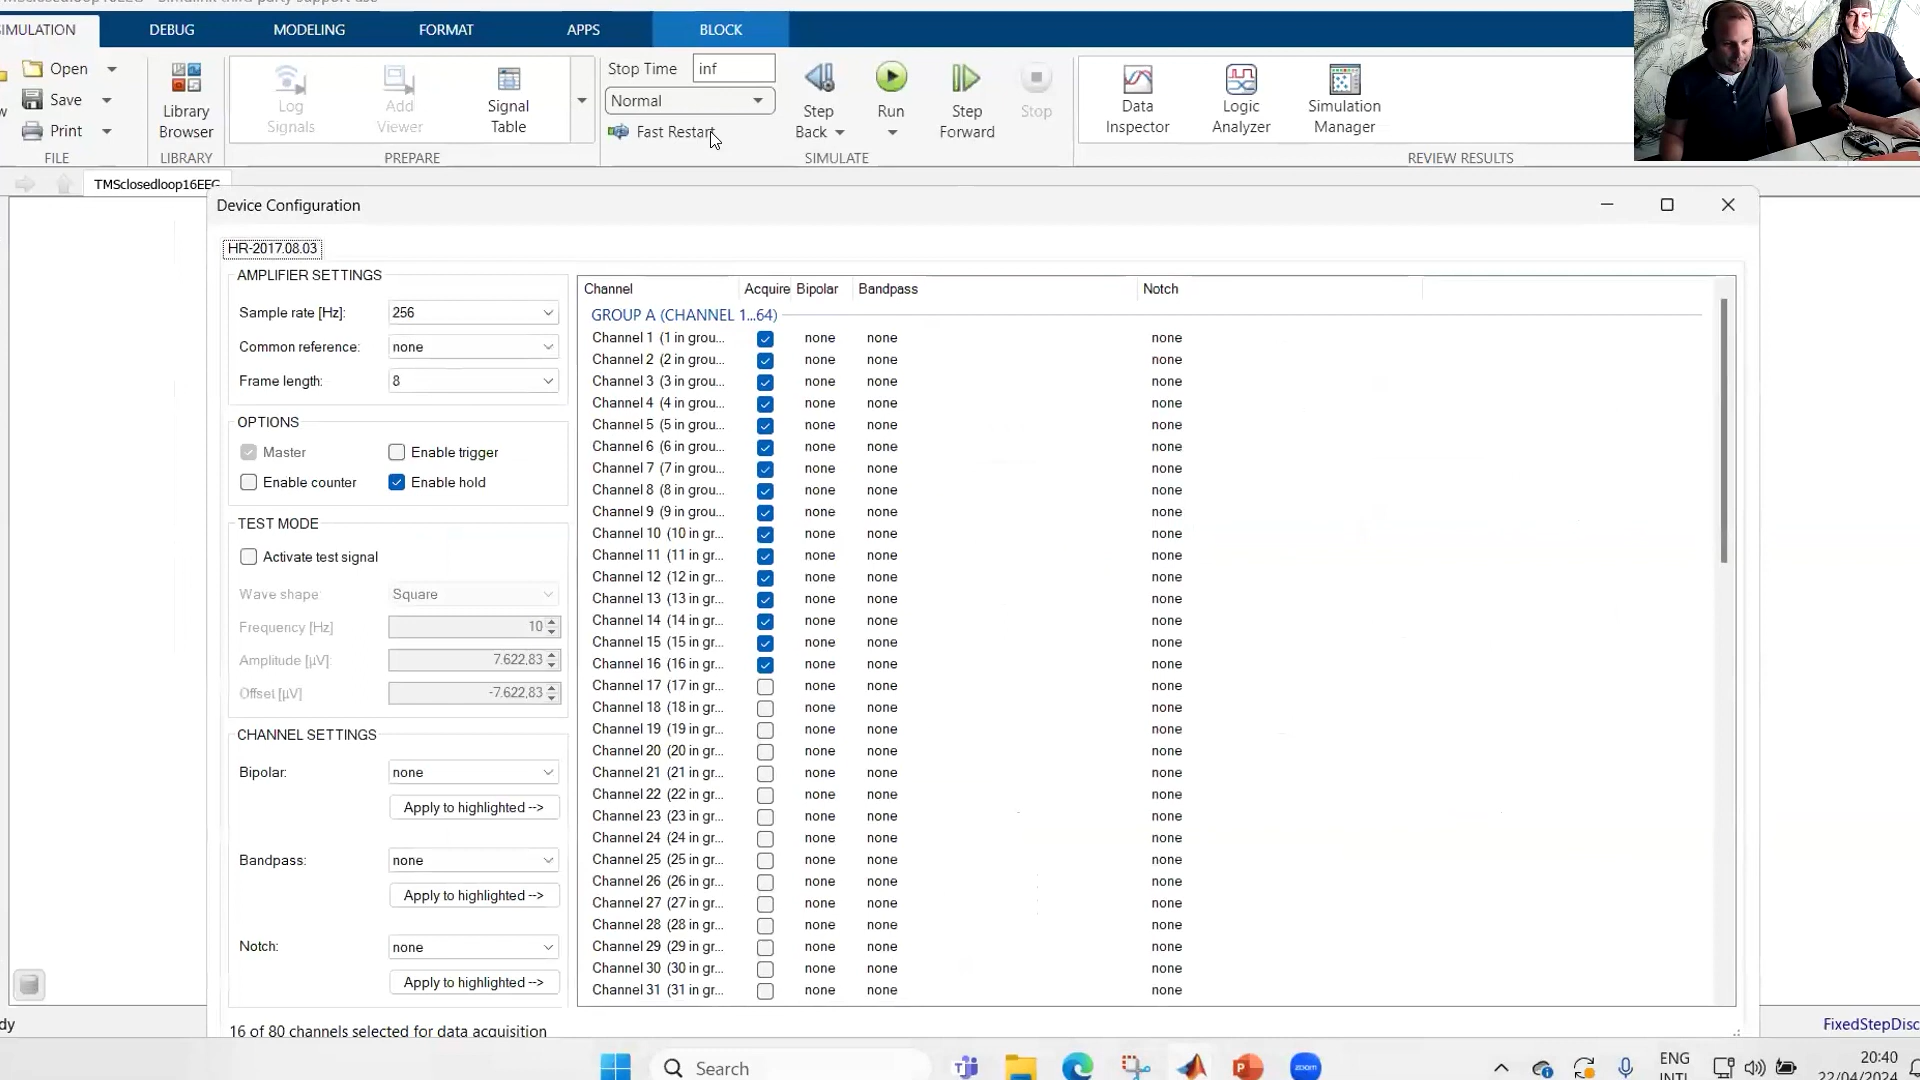 SIMULATION
DEBUG
MODELING
FORMAT
APPS
BLOCK
Open
Save
Print
FILE
Library
Browser
LIBRARY
Log
Signals
Add
Viewer
Signal
Table
PREPARE
Stop Time inf
Normal
Fast Restart
Step
Back
Run
Step
Forward
Stop
SIMULATE
Data
Inspector
Logic
Analyzer
Simulation
Manager
REVIEW RESULTS
TMSclosedloop16EEG
Device Configuration
HR-2017.08.03
AMPLIFIER SETTINGS
Sample rate [Hz]: 256
Common reference: none
Frame length: 8
OPTIONS
Master Enable trigger
Enable counter Enable hold
TEST MODE
Activate test signal
Wave shape Square
Frequency [Hz] 10
Amplitude [µV]: 7.622,83
Offset [µV] -7.622,83
CHANNEL SETTINGS
Bipolar: none
Apply to highlighted -->
Bandpass: none
Apply to highlighted -->
Notch: none
Apply to highlighted -->
16 of 80 channels selected for data acquisition
Channel Acquire Bipolar Bandpass Notch
GROUP A (CHANNEL 1...64)
Channel 1 (1 in grou... none none none
Channel 2 (2 in grou... none none none
Channel 3 (3 in grou... none none none
Channel 4 (4 in grou... none none none
Channel 5 (5 in grou... none none none
Channel 6 (6 in grou... none none none
Channel 7 (7 in grou... none none none
Channel 8 (8 in grou... none none none
Channel 9 (9 in grou... none none none
Channel 10 (10 in gr... none none none
Channel 11 (11 in gr... none none none
Channel 12 (12 in gr... none none none
Channel 13 (13 in gr... none none none
Channel 14 (14 in gr... none none none
Channel 15 (15 in gr... none none none
Channel 16 (16 in gr... none none none
Channel 17 (17 in gr... none none none
Channel 18 (18 in gr... none none none
Channel 19 (19 in gr... none none none
Channel 20 (20 in gr... none none none
Channel 21 (21 in gr... none none none
Channel 22 (22 in gr... none none none
Channel 23 (23 in gr... none none none
Channel 24 (24 in gr... none none none
Channel 25 (25 in gr... none none none
Channel 26 (26 in gr... none none none
Channel 27 (27 in gr... none none none
Channel 28 (28 in gr... none none none
Channel 29 (29 in gr... none none none
Channel 30 (30 in gr... none none none
Channel 31 (31 in gr... none none none
dy
FixedStepDisc
Search
zoom
ENG
INTL
20:40
22/04/2024